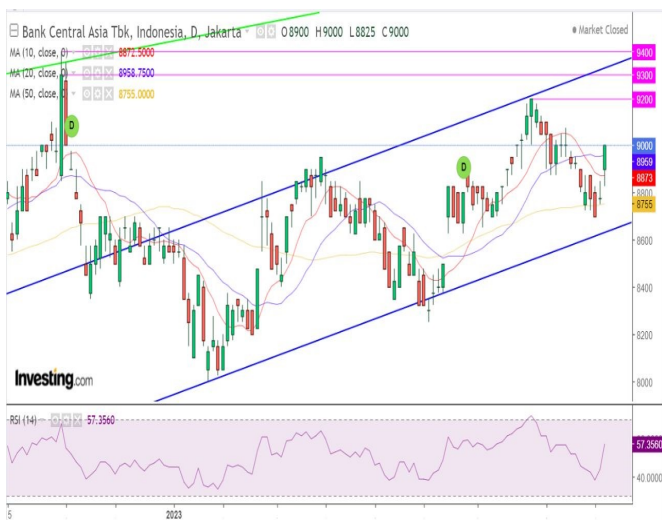 Bank Central Asia Tbk, Indonesia, D, Jakarta O8900 H9000 L8825 C9000
Market Closed
MA (10, close, 0) 8872.5000
MA (20, close, 0) 8958.7500
MA (50, close, 0) 8755.0000
D
D
9400
9300
9200
9000
8959
8873
8800
8755
8600
8400
8200
8000
Investing.com
RSI (14) 57.3560
57.3560
40.0000
5 2023